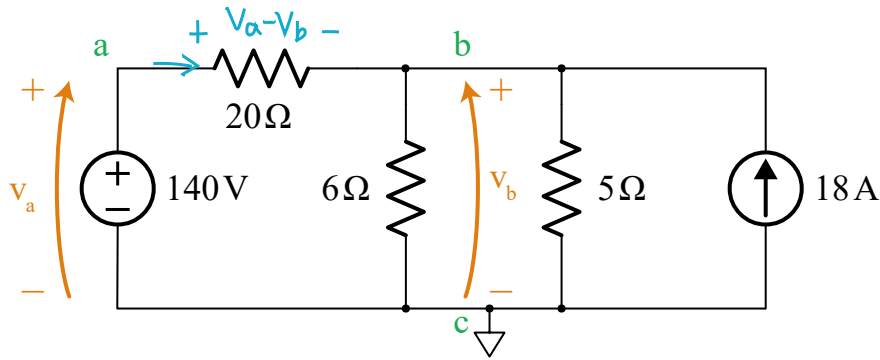 + Va-Vb -
a
b
+
+
20Ω
+
-
140V
6Ω
5Ω
18A
va
vb
-
-
c